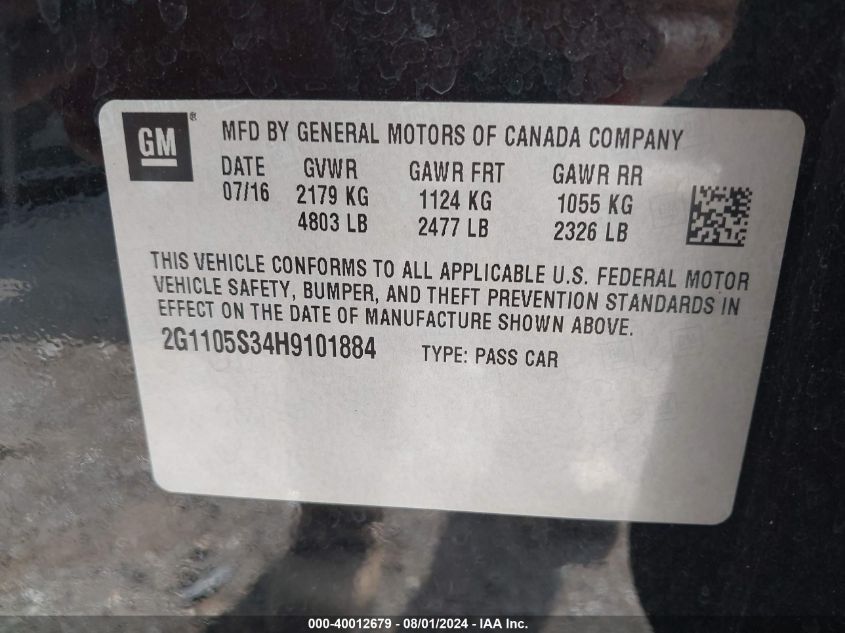 GM®
MFD BY GENERAL MOTORS OF CANADA COMPANY
DATE GVWR GAWR FRT GAWR RR
07/16 2179 KG 1124 KG 1055 KG
4803 LB 2477 LB 2326 LB
THIS VEHICLE CONFORMS TO ALL APPLICABLE U.S. FEDERAL MOTOR
VEHICLE SAFETY, BUMPER, AND THEFT PREVENTION STANDARDS IN
EFFECT ON THE DATE OF MANUFACTURE SHOWN ABOVE.
2G1105S34H9101884 TYPE: PASS CAR
000-40012679 - 08/01/2024 - IAA Inc.